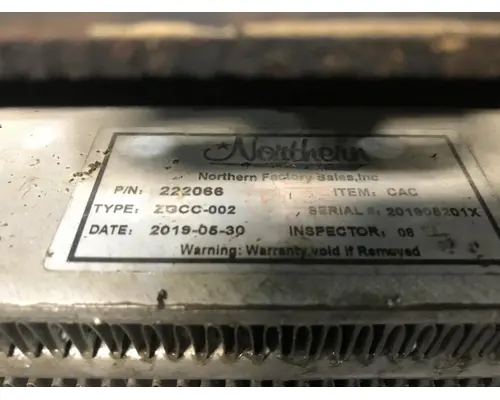 Northern
Northern Factory Sales,Inc
P/N: 222066 ITEM: CAC
TYPE: ZGCC-002 SERIAL #: 201905201X
DATE: 2019-05-30 INSPECTOR: 08
Warning: Warranty void if Removed